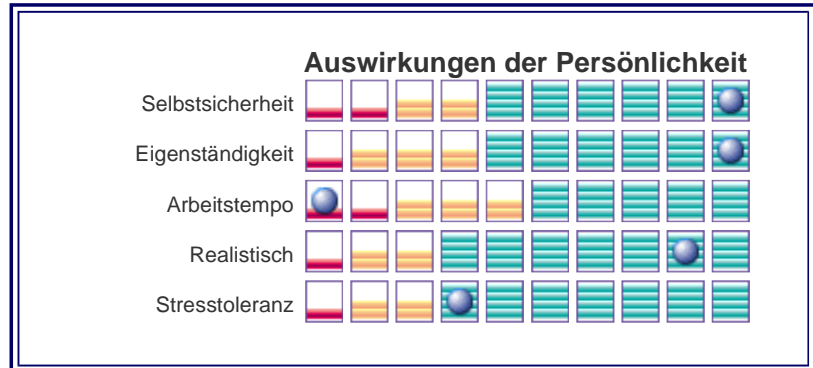 Auswirkungen der Persönlichkeit
Selbstsicherheit
Eigenständigkeit
Arbeitstempo
Realistisch
Stresstoleranz